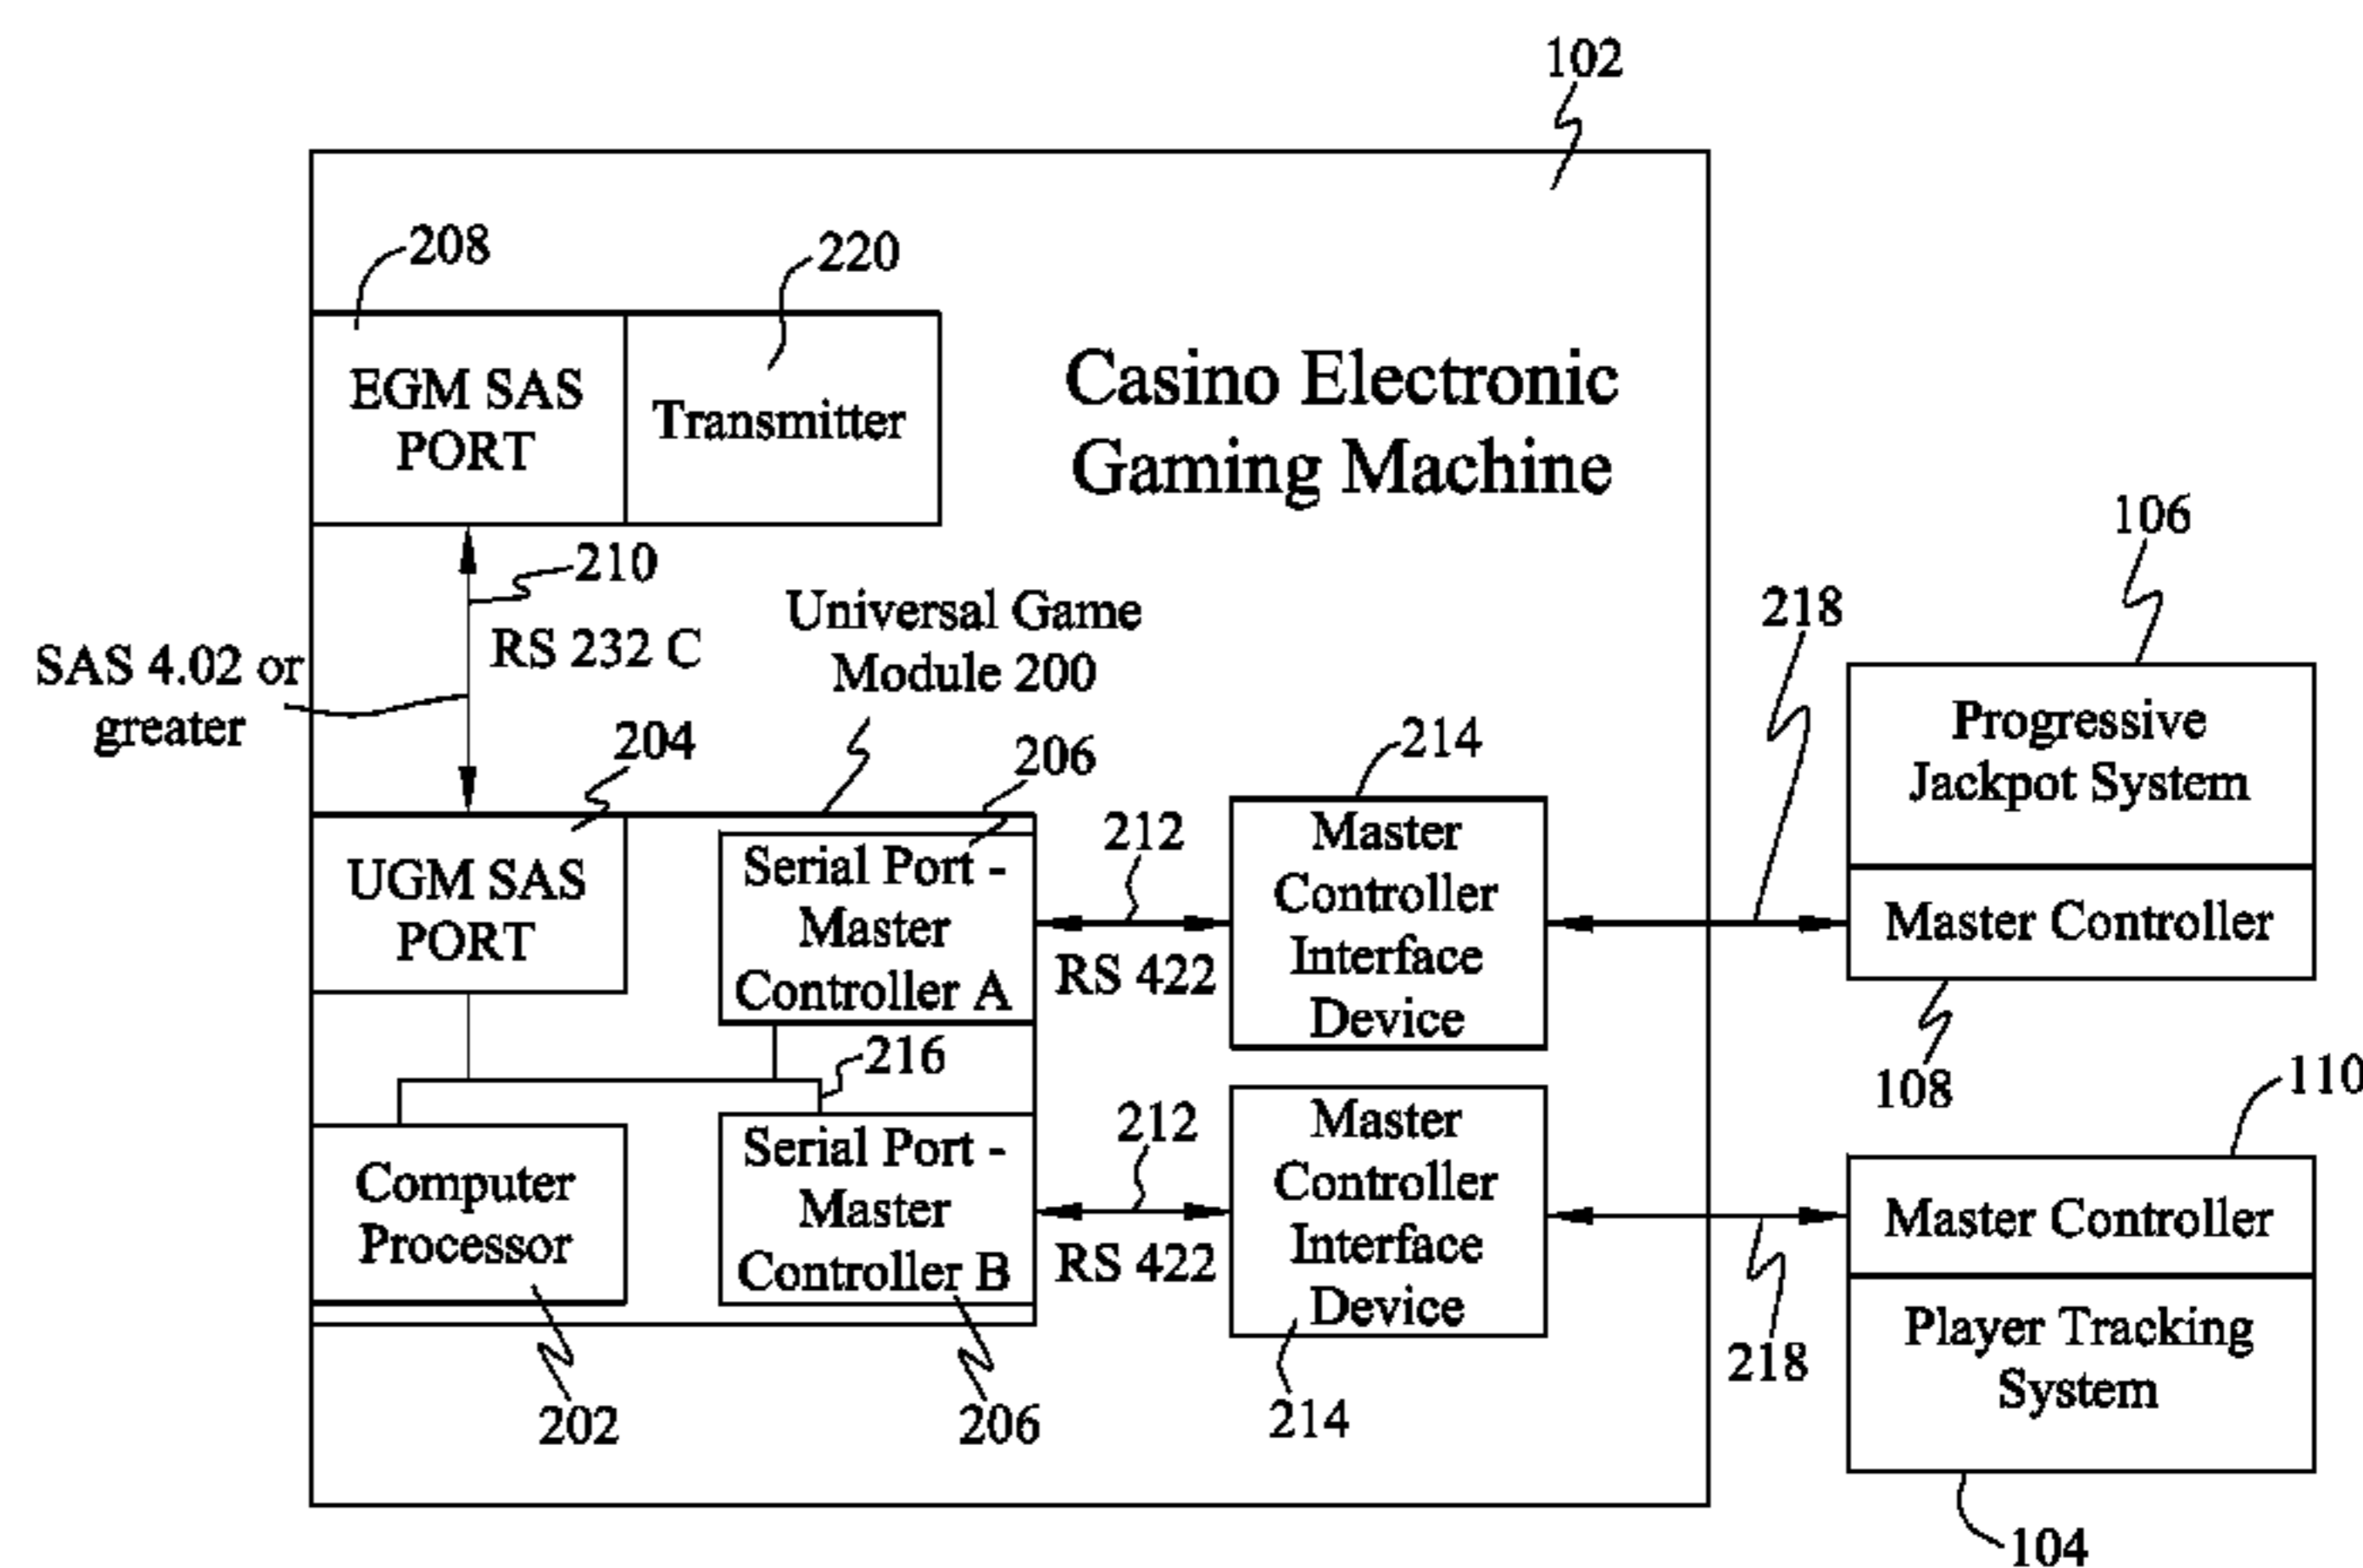 102
208
220
EGM SAS
PORT
Transmitter
Casino Electronic
Gaming Machine
210
RS 232 C
SAS 4.02 or
greater
Universal Game
Module 200
204
206
UGM SAS
PORT
Serial Port -
Master
Controller A
212
RS 422
214
Master
Controller
Interface
Device
218
106
Progressive
Jackpot System
Master Controller
108
216
Computer
Processor
202
Serial Port -
Master
Controller B
206
212
RS 422
Master
Controller
Interface
Device
214
218
110
Master Controller
Player Tracking
System
104